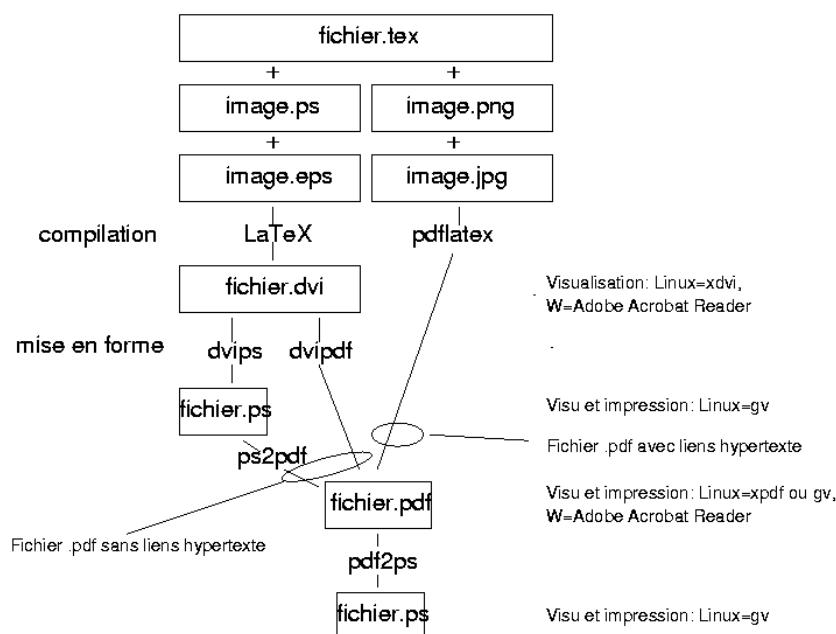 fichier.tex
+ +
image.ps image.png
+ +
image.eps image.jpg
compilation LaTeX pdflatex
fichier.dvi
Visualisation: Linux=xdvi,
W=Adobe Acrobat Reader
mise en forme dvips dvipdf
fichier.ps
Visu et impression: Linux=gv
Fichier .pdf avec liens hypertexte
ps2pdf
fichier.pdf
Visu et impression: Linux=xpdf ou gv,
W=Adobe Acrobat Reader
Fichier .pdf sans liens hypertexte
pdf2ps
fichier.ps
Visu et impression: Linux=gv